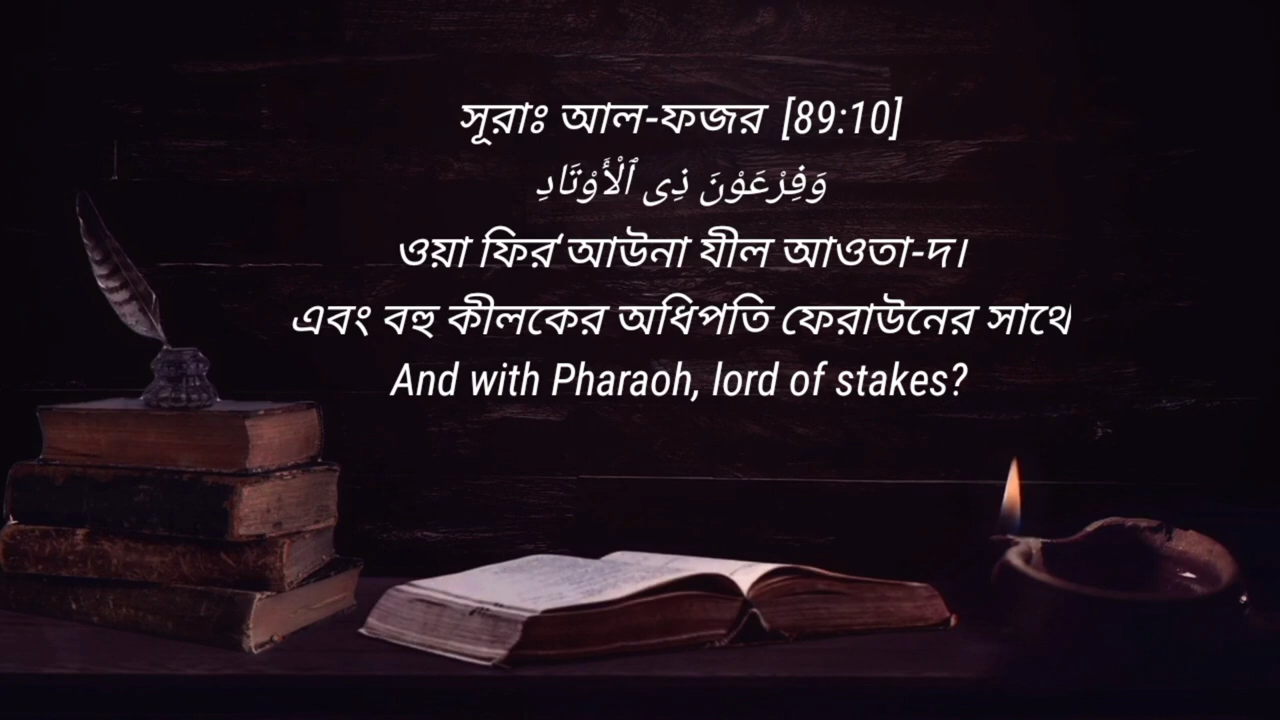 সূরাঃ আল-ফজর [89:10]
وَفِرْعَوْنَ ذِى ٱلْأَوْتَادِ
ওয়া ফির‘আউনা যীল আওতা-দ।
এবং বহু কীলকের অধিপতি ফেরাউনের সাথে
And with Pharaoh, lord of stakes?